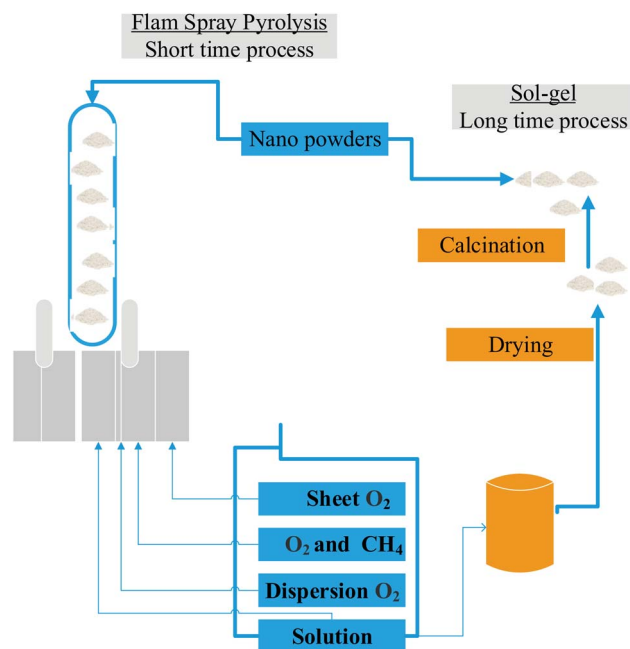 Flam Spray Pyrolysis
Short time process
Sol-gel
Long time process
Nano powders
Calcination
Drying
Sheet O₂
O₂ and CH₄
Dispersion O₂
Solution